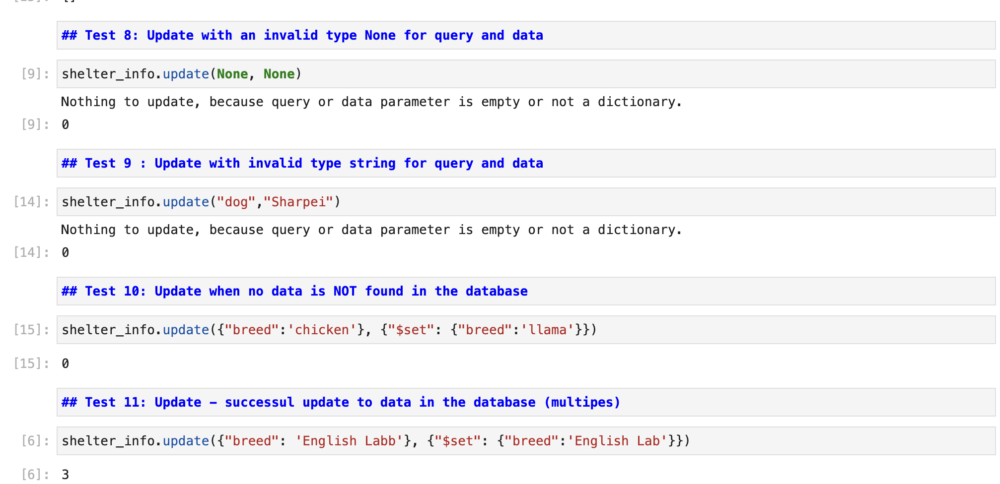 ## Test 8: Update with an invalid type None for query and data
[9]: shelter_info.update(None, None)
Nothing to update, because query or data parameter is empty or not a dictionary.
[9]: 0
## Test 9 : Update with invalid type string for query and data
[14]: shelter_info.update("dog","Sharpei")
Nothing to update, because query or data parameter is empty or not a dictionary.
[14]: 0
## Test 10: Update when no data is NOT found in the database
[15]: shelter_info.update({"breed":'chicken'}, {"$set": {"breed":'llama'}})
[15]: 0
## Test 11: Update – successul update to data in the database (multipes)
[6]: shelter_info.update({"breed": 'English Labb'}, {"$set": {"breed":'English Lab'}})
[6]: 3